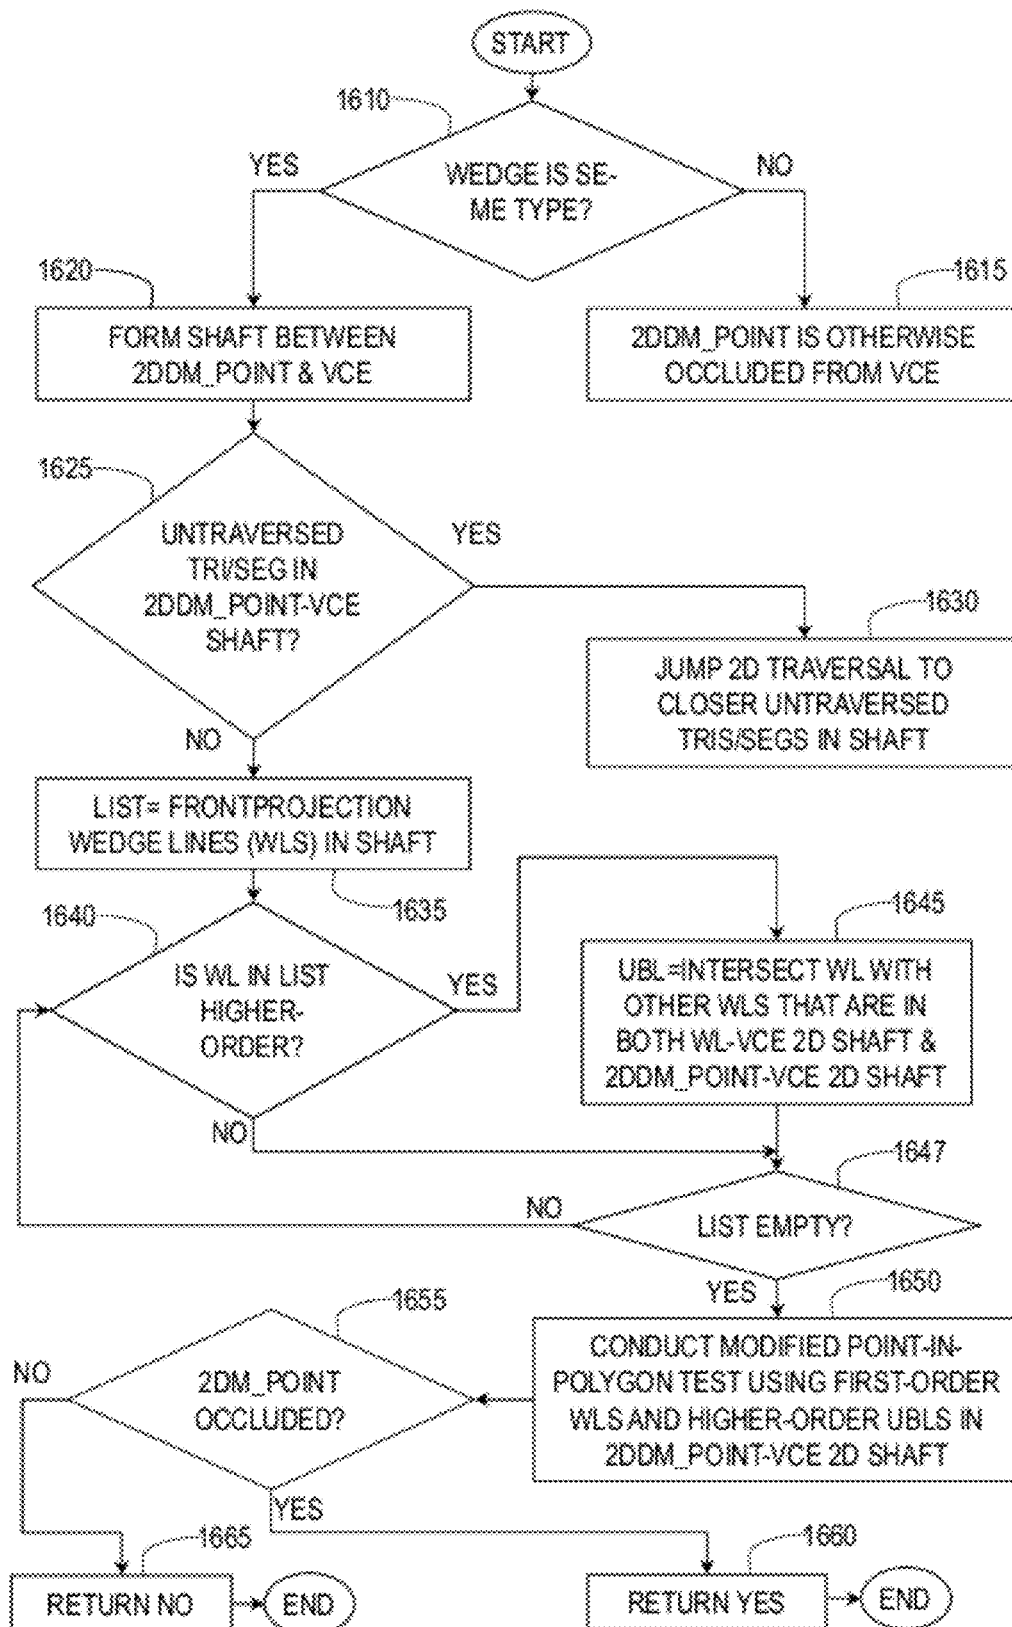 START
1610
YES
NO
WEDGE IS SE-
ME TYPE?
1620
1615
FORM SHAFT BETWEEN
2DDM_POINT & VCE
2DDM_POINT IS OTHERWISE
OCCLUDED FROM VCE
1625
YES
UNTRAVERSED
TRI/SEG IN
2DDM_POINT-VCE
SHAFT?
1630
JUMP 2D TRAVERSAL TO
CLOSER UNTRAVERSED
TRIS/SEGS IN SHAFT
NO
LIST= FRONTPROJECTION
WEDGE LINES (WLS) IN SHAFT
1635
1640
1645
IS WL IN LIST
HIGHER-
ORDER?
YES
UBL=INTERSECT WL WITH
OTHER WLS THAT ARE IN
BOTH WL-VCE 2D SHAFT &
2DDM_POINT-VCE 2D SHAFT
NO
1647
NO
LIST EMPTY?
YES
1650
1655
CONDUCT MODIFIED POINT-IN-
POLYGON TEST USING FIRST-ORDER
WLS AND HIGHER-ORDER UBLS IN
2DDM_POINT-VCE 2D SHAFT
NO
2DM_POINT
OCCLUDED?
YES
1665
1660
RETURN NO
END
RETURN YES
END